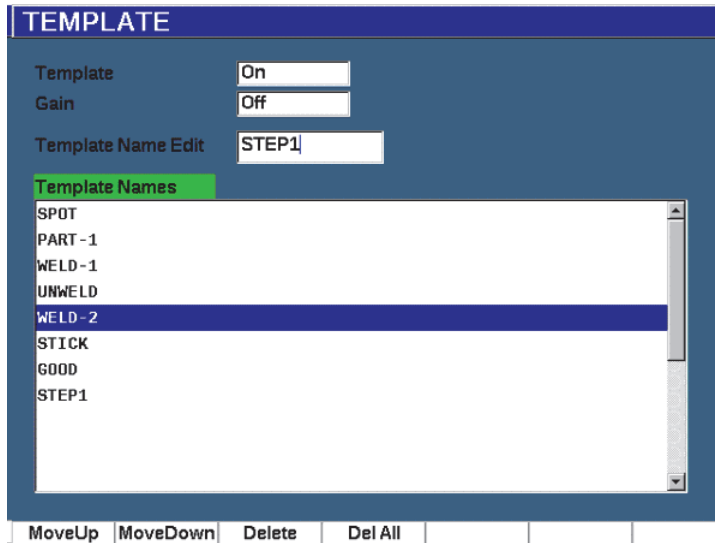 TEMPLATE
Template On
Gain Off
Template Name Edit STEP1
Template Names
SPOT
PART-1
WELD-1
UNWELD
WELD-2
STICK
GOOD
STEP1
MoveUp MoveDown Delete Del All